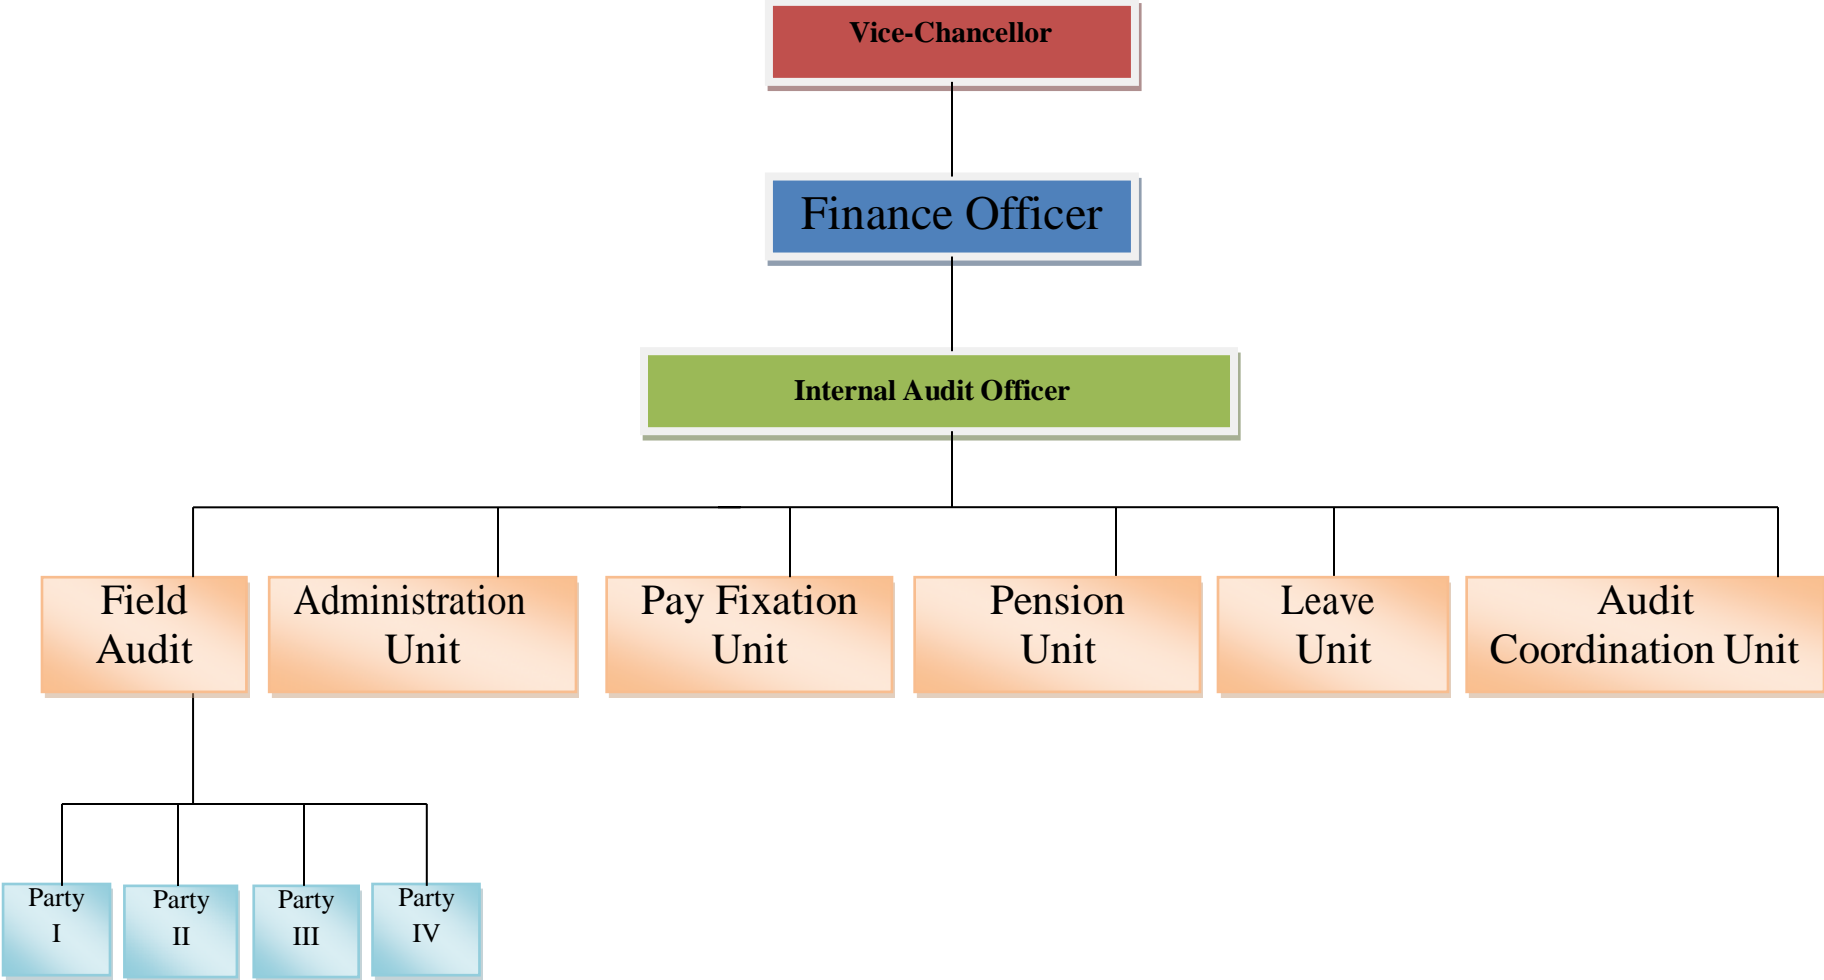 Vice-Chancellor
Finance Officer
Internal Audit Officer
Field
Audit
Administration
Unit
Pay Fixation
Unit
Pension
Unit
Leave
Unit
Audit
Coordination Unit
Party
I
Party
II
Party
III
Party
IV